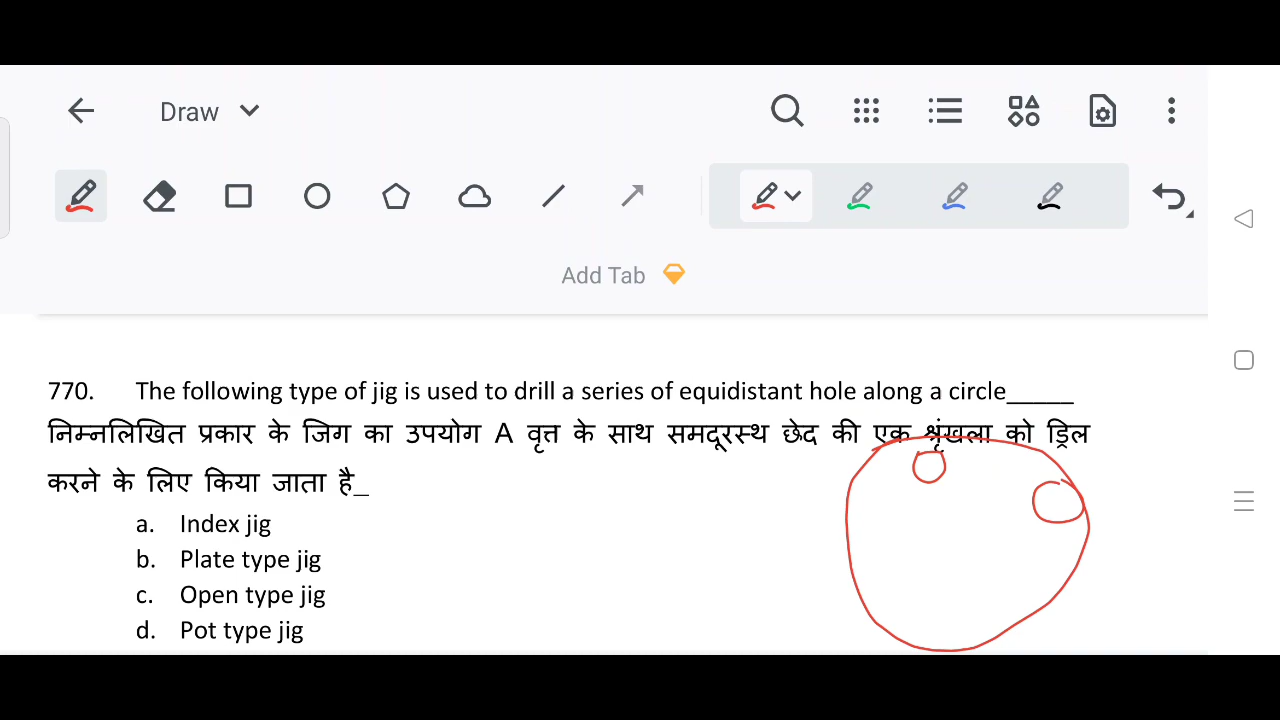 Draw
Add Tab
770. The following type of jig is used to drill a series of equidistant hole along a circle_____
निम्नलिखित प्रकार के जिग का उपयोग A वृत्त के साथ समदूरस्थ छेद की एक श्रृंखला को ड्रिल
करने के लिए किया जाता है_
a. Index jig
b. Plate type jig
c. Open type jig
d. Pot type jig